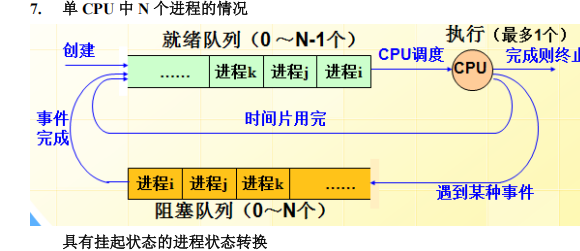 7. 单 CPU 中 N 个进程的情况
就绪队列（0～N-1个） 执行（最多1个）
创建 CPU调度 完成则终止
…… 进程k 进程j 进程i CPU
事件
完成
时间片用完
进程i 进程j 进程k ……
遇到某种事件
阻塞队列（0～N个）
具有挂起状态的进程状态转换